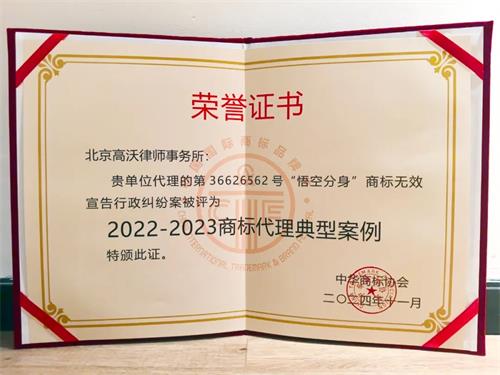 荣誉证书
北京高沃律师事务所：
贵单位代理的第36626562号“悟空分身”商标无效
宣告行政纠纷案被评为
2022-2023商标代理典型案例
特颁此证。
中华商标协会
二〇二四年十一月